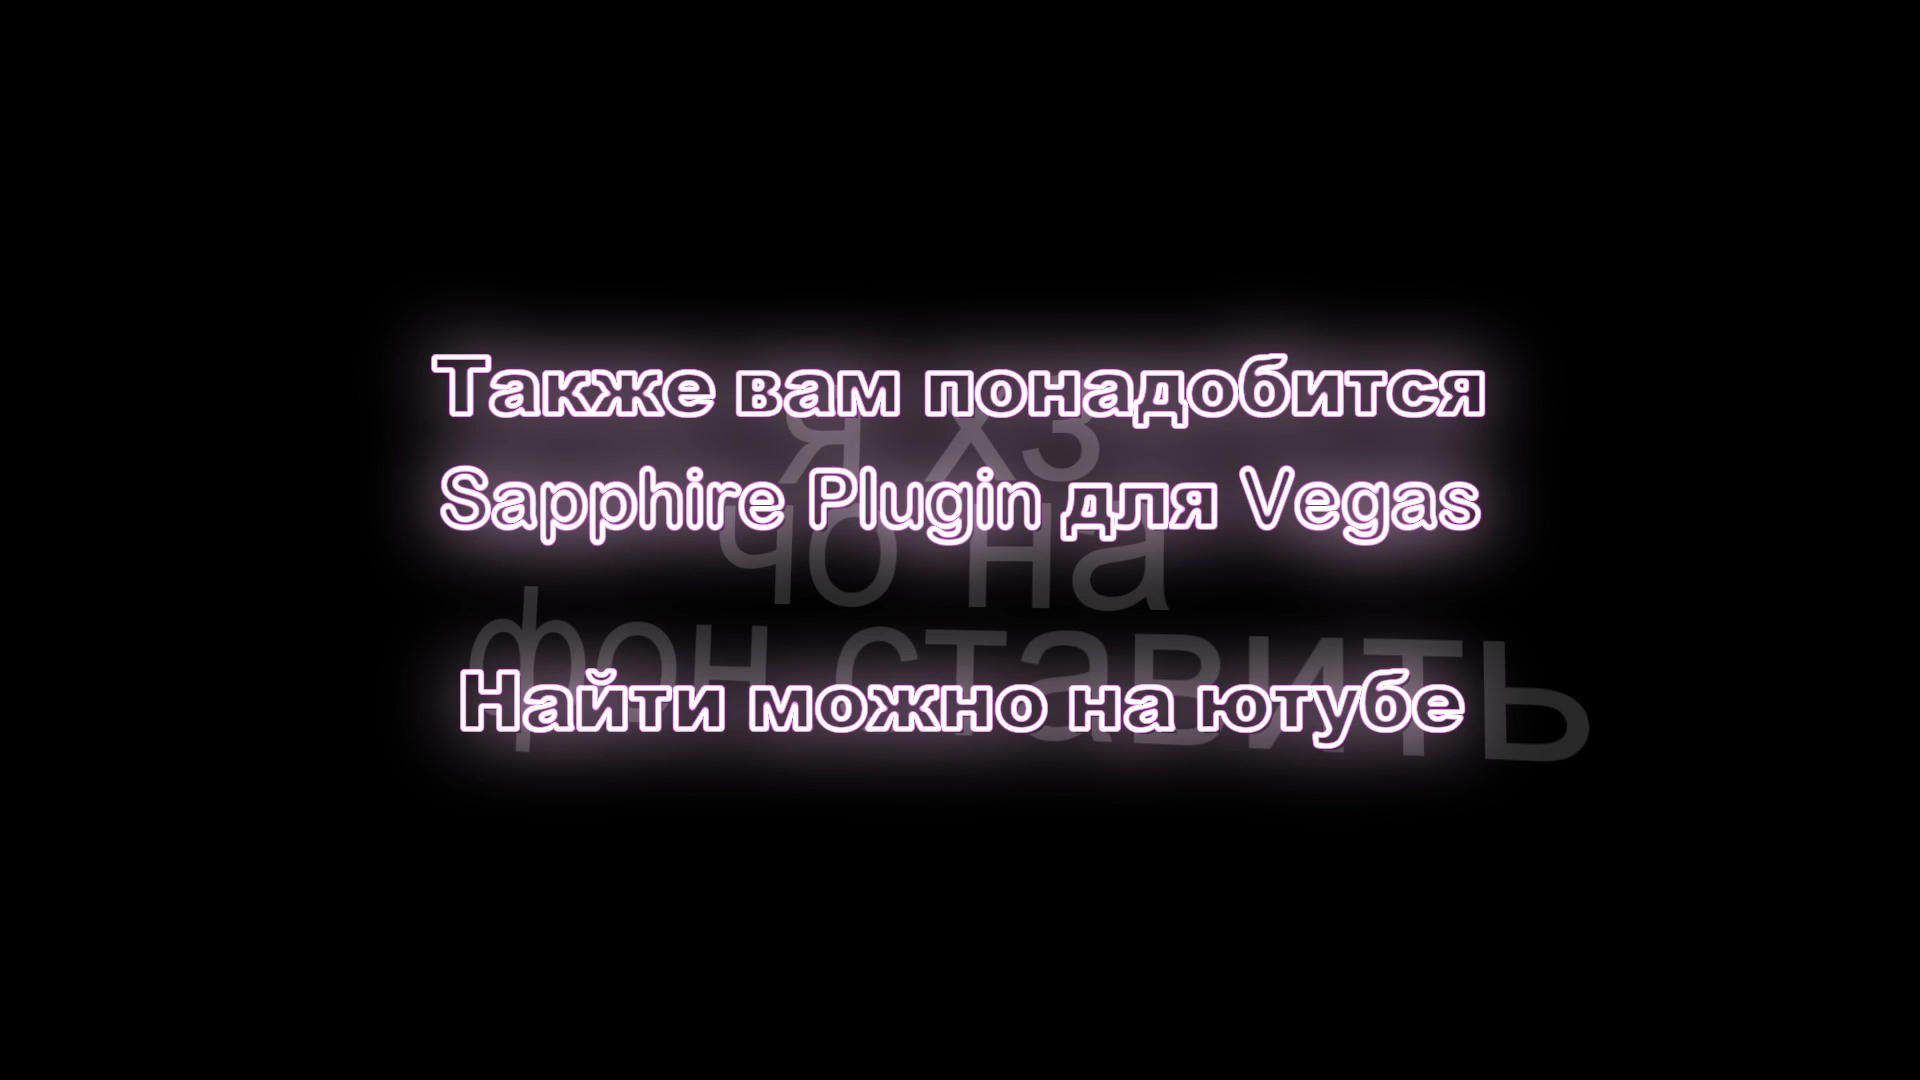 Также вам понадобится
Sapphire Plugin для Vegas
Найти можно на ютубе
я хз
чо на
фон ставить